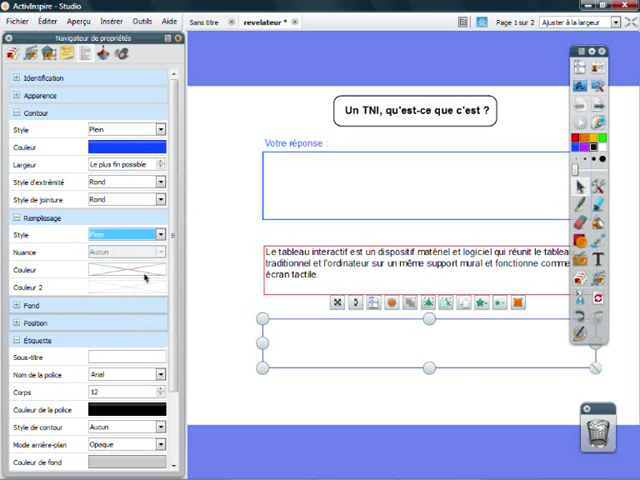 ActivInspire - Studio
Fichier Éditer Aperçu Insérer Outils Aide
Sans titre
revelateur *
Page 1 sur 2
Ajuster à la largeur
Navigateur de propriétés
Identification
Apparence
Contour
Style Plein
Couleur
Largeur Le plus fin possible
Style d'extrémité Rond
Style de jointure Rond
Remplissage
Style Plein
Nuance Aucun
Couleur
Couleur 2
Fond
Position
Étiquette
Sous-titre
Nom de la police Arial
Corps 12
Couleur de la police
Style de contour Aucun
Mode arrière-plan Opaque
Couleur de fond
Un TNI, qu'est-ce que c'est ?
Votre réponse :
Le tableau interactif est un dispositif matériel et logiciel qui réunit le tableau
traditionnel et l'ordinateur sur un même support mural et fonctionne comme
écran tactile.